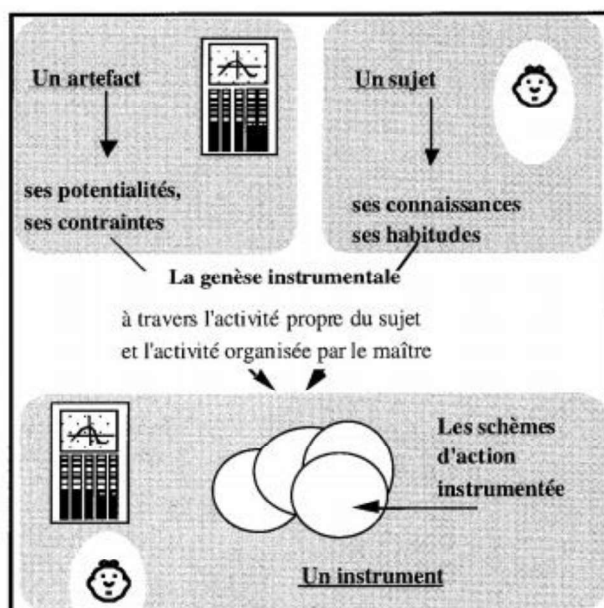 Un artefact
ses potentialités,
ses contraintes
Un sujet
ses connaissances
ses habitudes
La genèse instrumentale
à travers l'activité propre du sujet
et l'activité organisée par le maître
Les schèmes
d'action
instrumentée
Un instrument